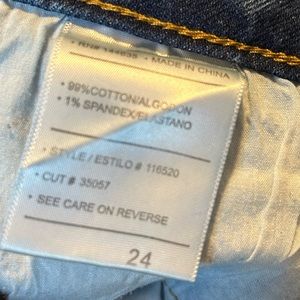 • MADE IN CHINA
• 99%COTTON/ALGODON
• 1% SPANDEX/ELASTANO
• STYLE / ESTILO # 116520
• CUT # 35057
• SEE CARE ON REVERSE
24